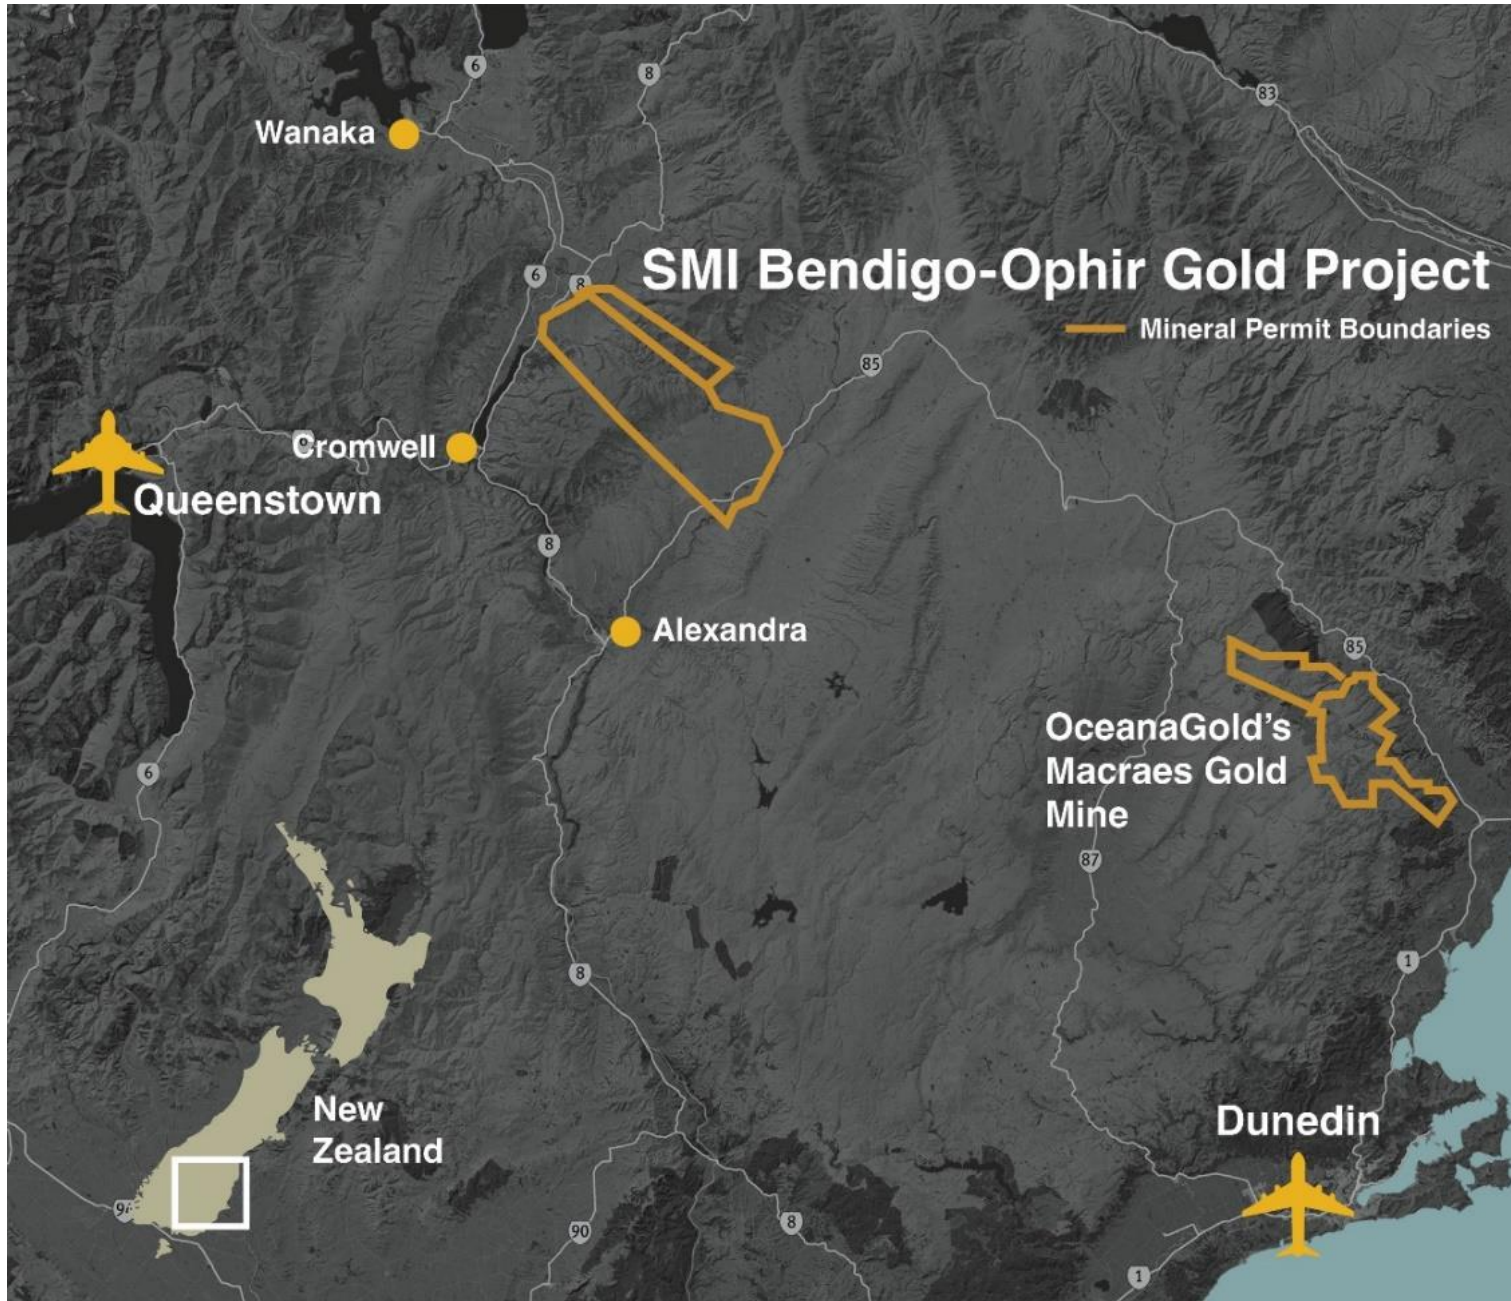 6
8
83
Wanaka
SMI Bendigo-Ophir Gold Project
6
8
Mineral Permit Boundaries
85
Cromwell
Queenstown
8
Alexandra
85
OceanaGold's
Macraes Gold
Mine
6
87
1
8
New
Zealand
Dunedin
90
8
1